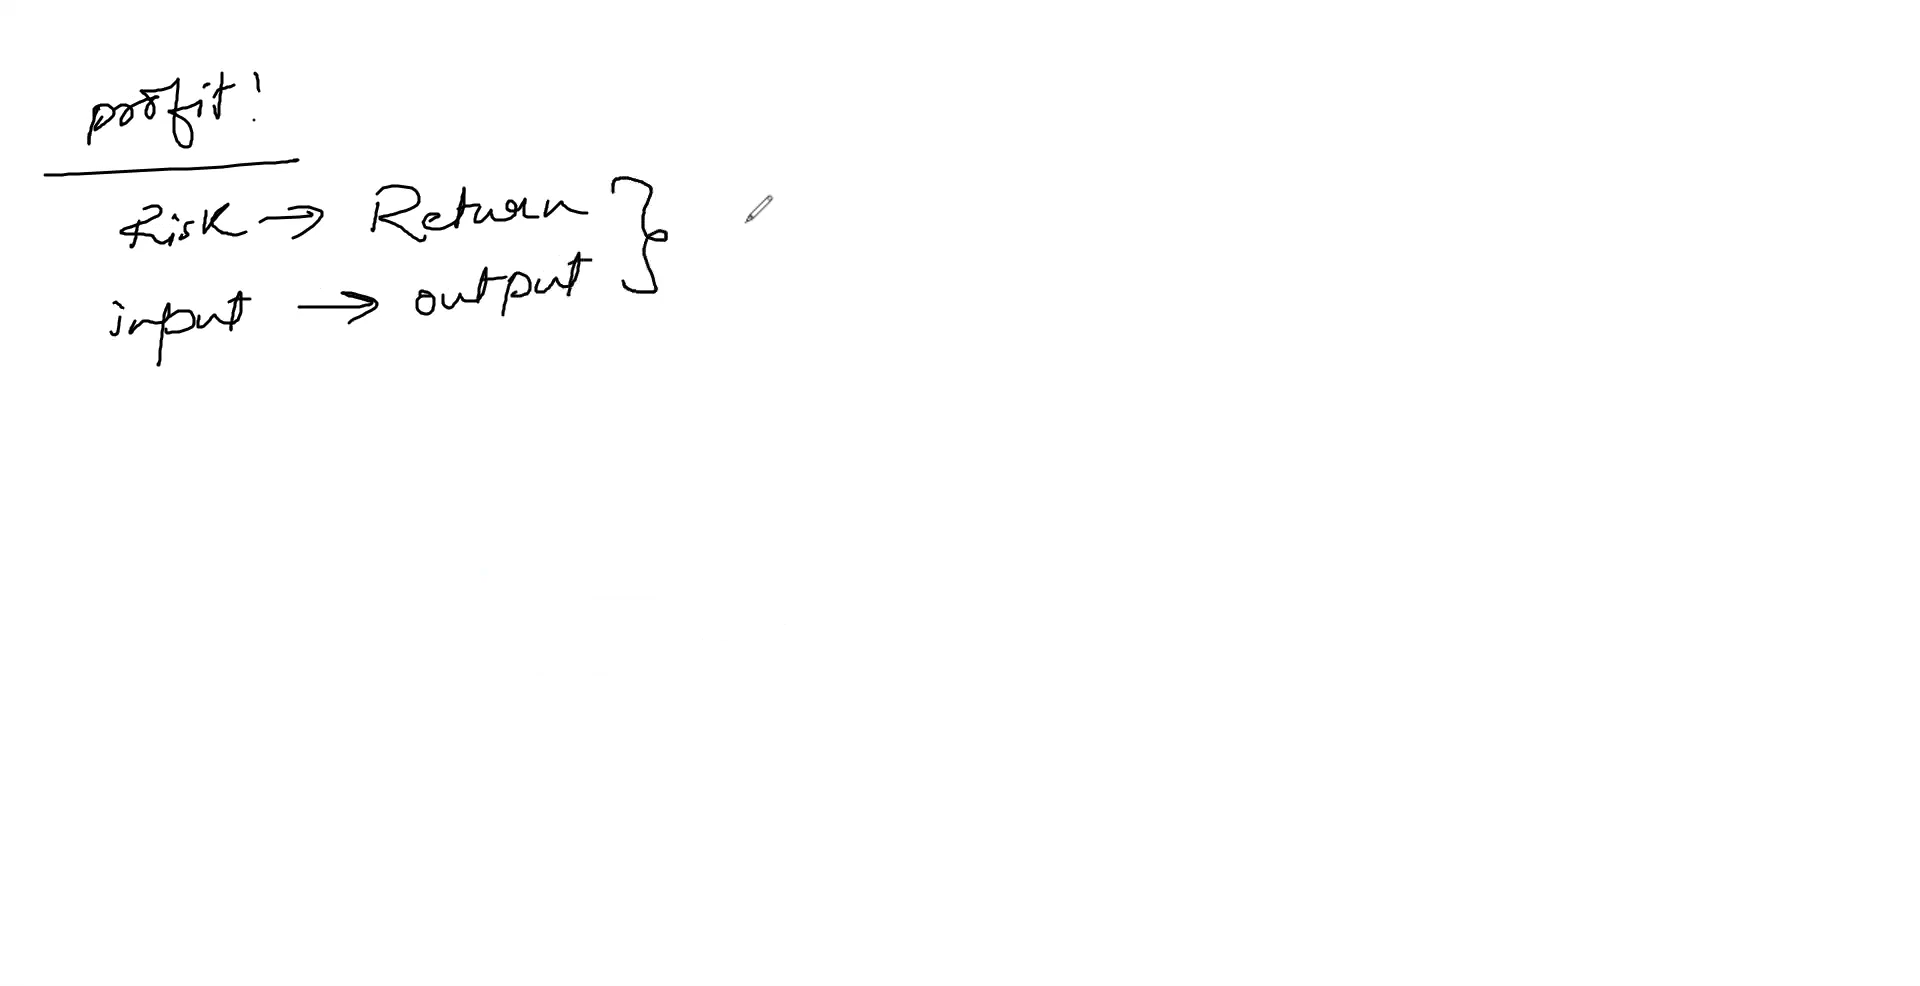 profit!
Risk → Return }
input → output